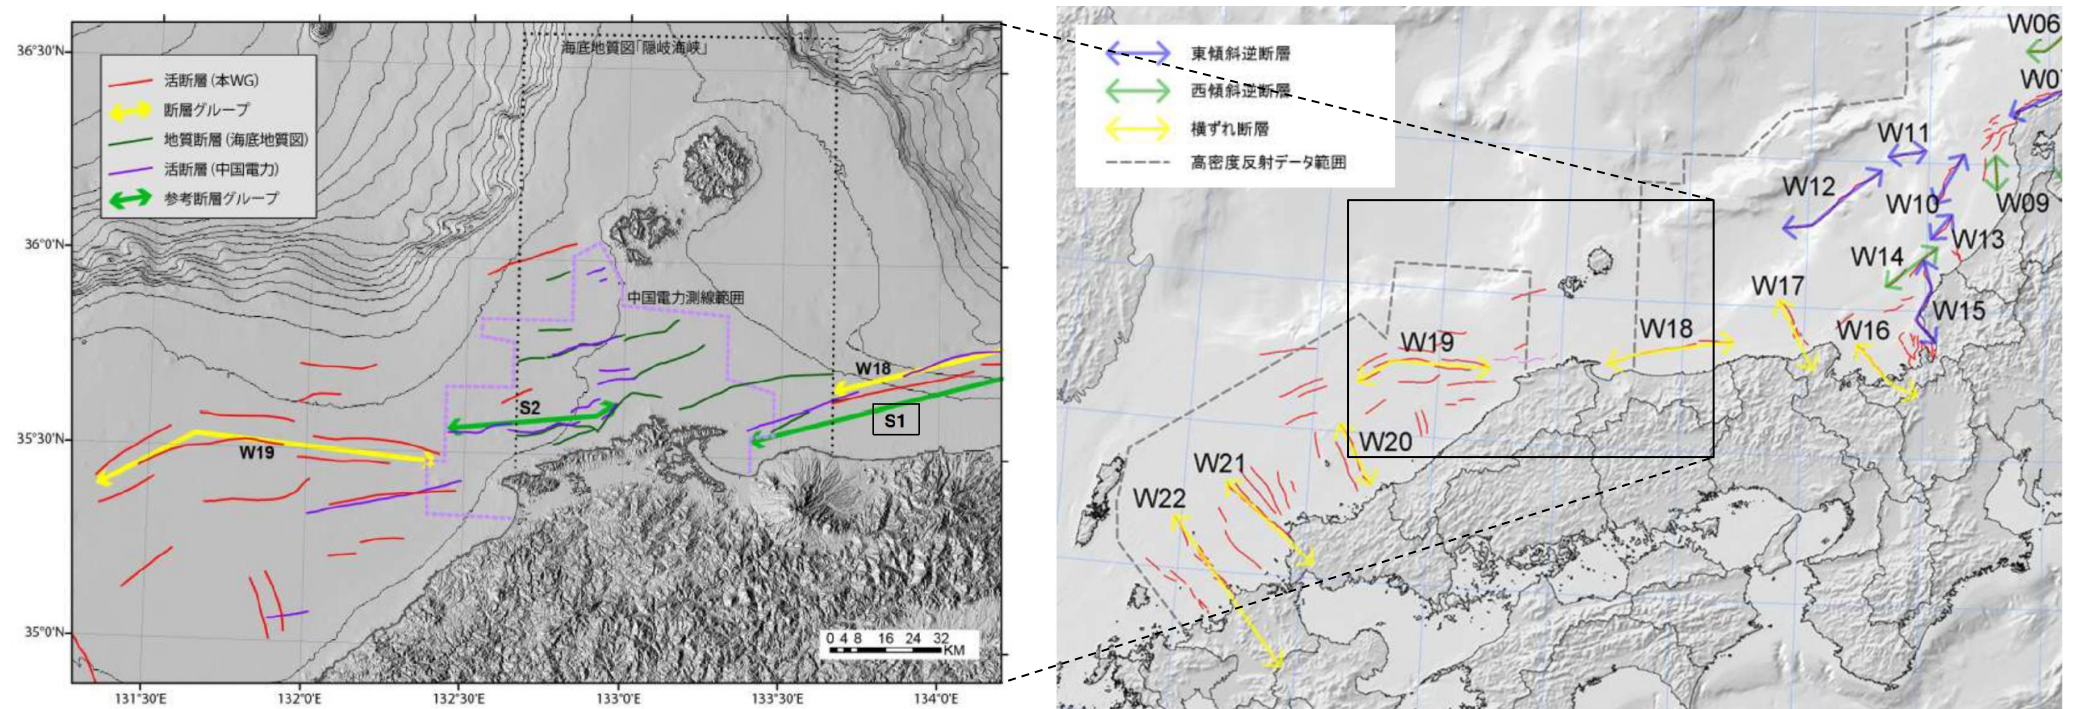 36°30'N
36°0'N
35°30'N
35°0'N
海底地質図「隠岐海峡」
活断層(本WG)
断層グループ
地質断層(海底地質図)
活断層(中国電力)
参考断層グループ
中国電力測線範囲
W18
S2
S1
W19
0 4 8 16 24 32
KM
131°30'E
132°0'E
132°30'E
133°0'E
133°30'E
134°0'E
東傾斜逆断層
西傾斜逆断層
横ずれ断層
高密度反射データ範囲
W06
W0
W11
W12
W10
W09
W13
W14
W17
W15
W16
W18
W19
W20
W21
W22